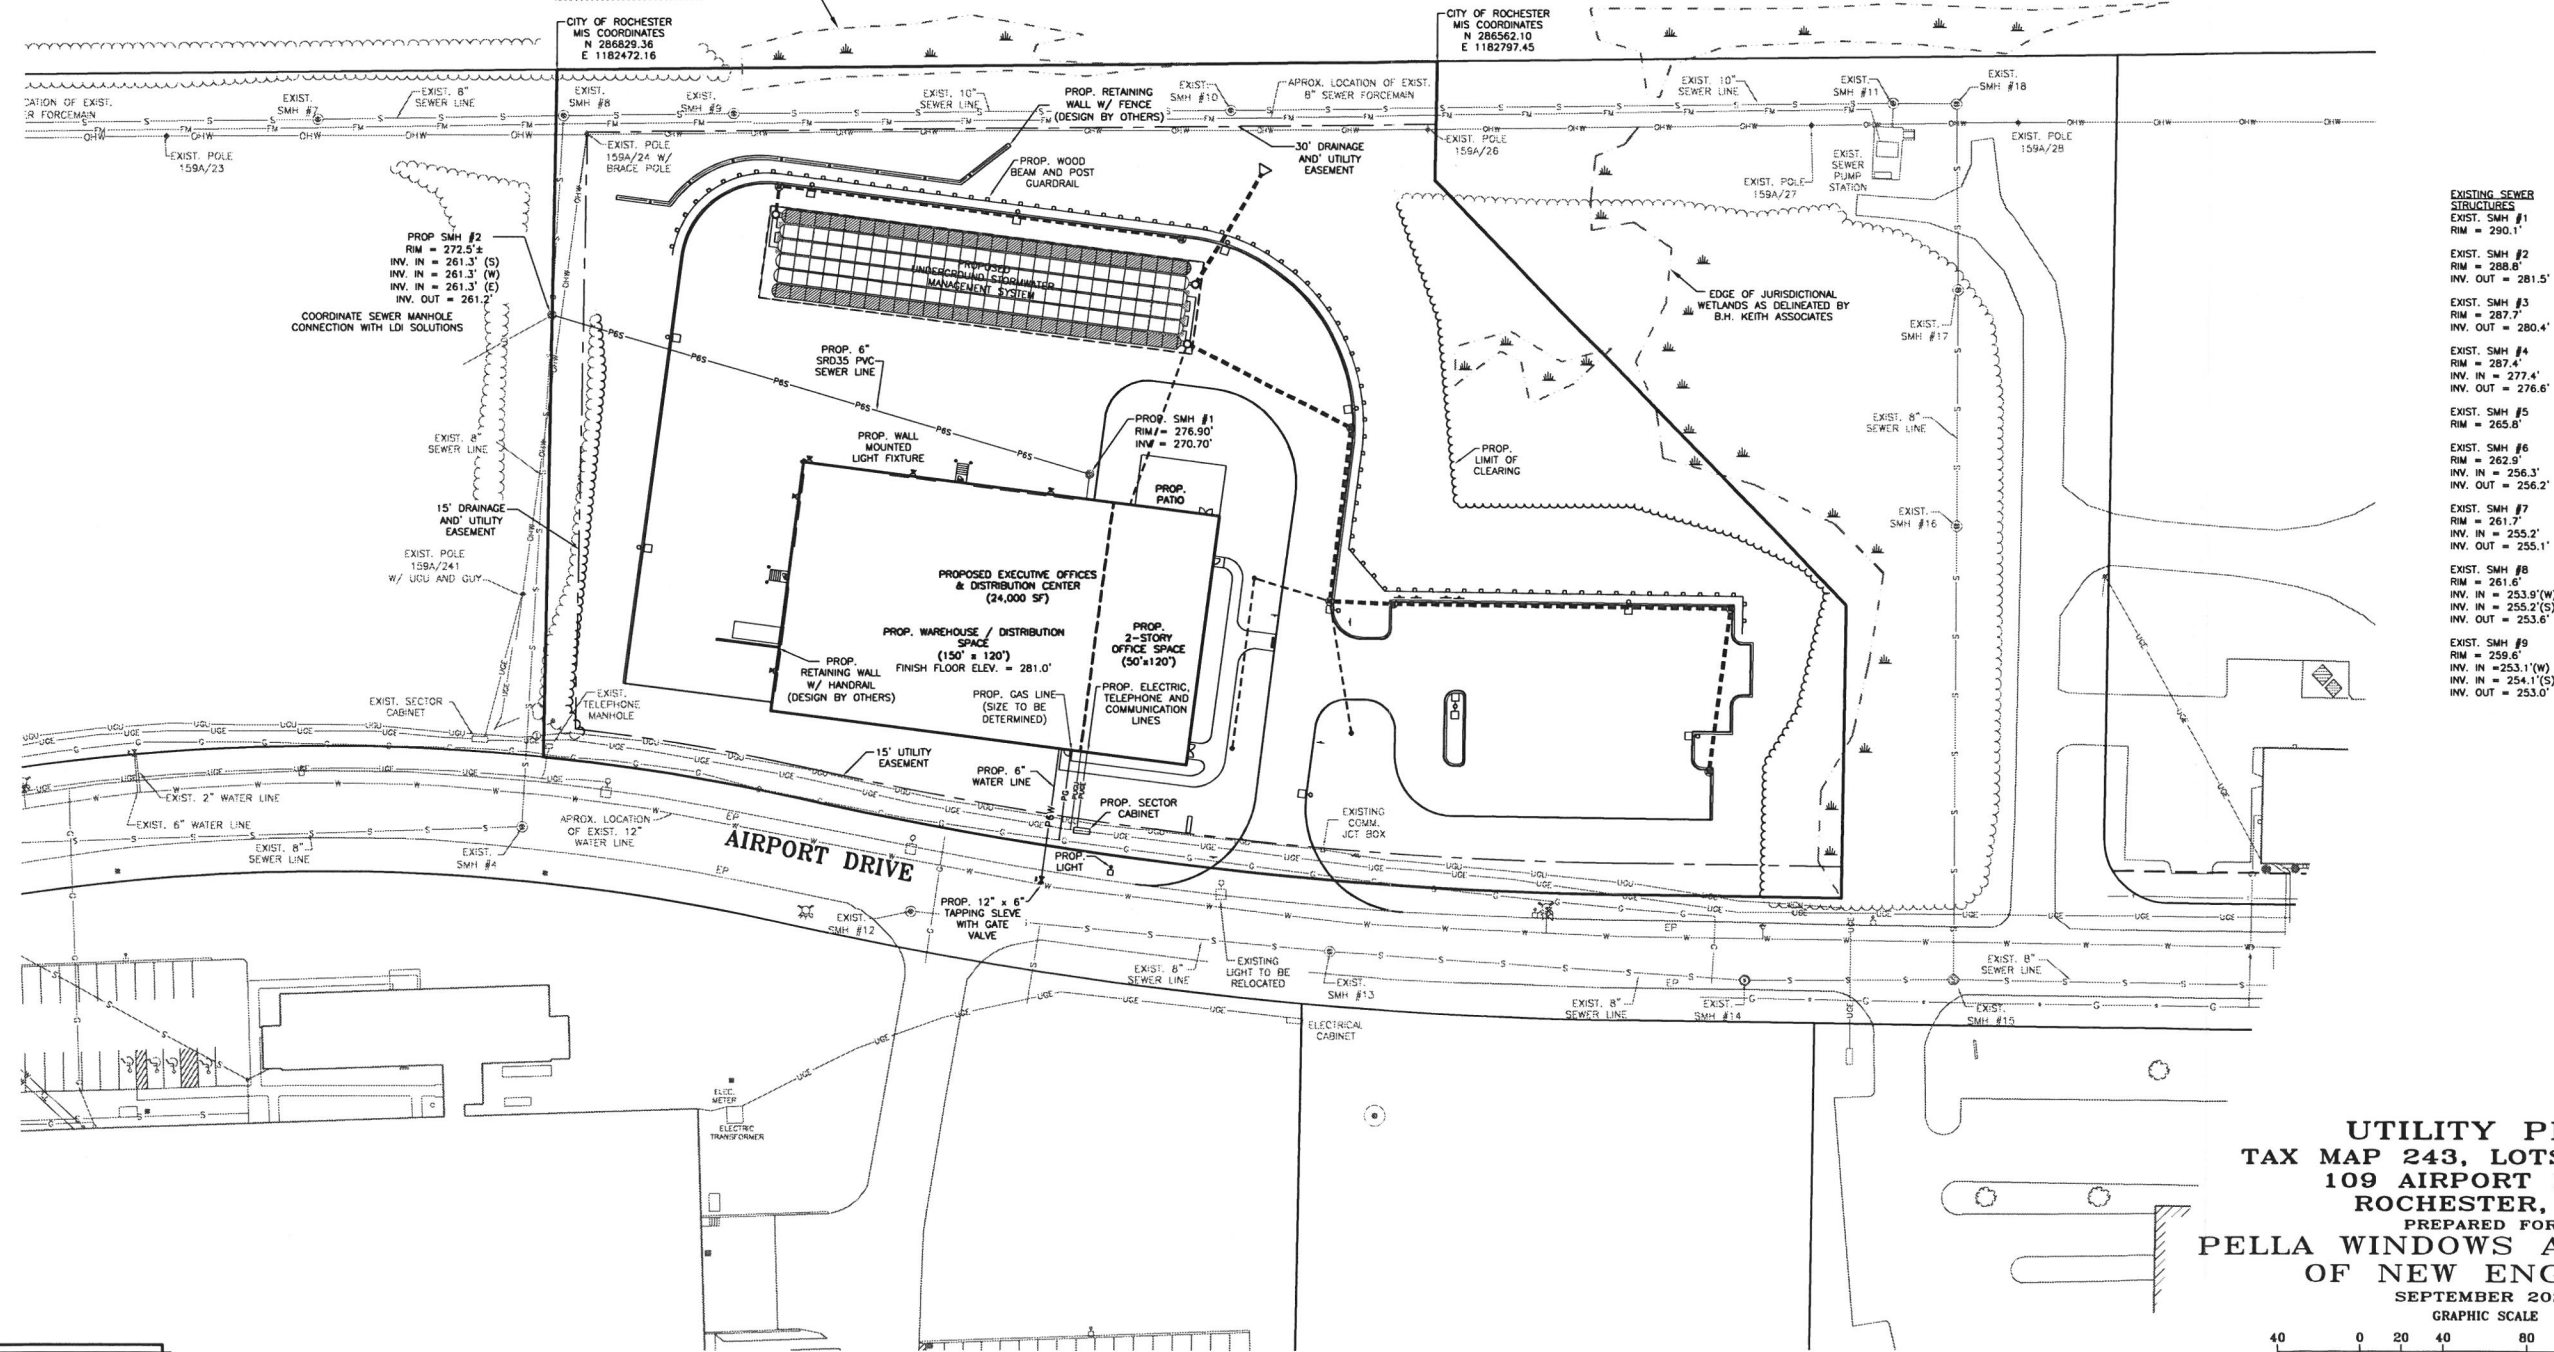 CITY OF ROCHESTER
MIS COORDINATES
N 286829.36
E 1182472.16
CITY OF ROCHESTER
MIS COORDINATES
N 286562.10
E 1182797.45
CATION OF EXIST.
ER FORCEMAIN
EXIST.
SMH #7
EXIST. 8"
SEWER LINE
EXIST.
SMH #8
EXIST.
SMH #9
EXIST. 10"
SEWER LINE
PROP. RETAINING
WALL W/ FENCE
(DESIGN BY OTHERS)
EXIST.
SMH #10
APROX. LOCATION OF EXIST.
8" SEWER FORCEMAIN
EXIST. 10"
SEWER LINE
EXIST.
SMH #11
EXIST.
SMH #18
EXIST. POLE
159A/23
EXIST. POLE
159A/24 W/
BRACE POLE
PROP. WOOD
BEAM AND POST
GUARDRAIL
30' DRAINAGE
AND' UTILITY
EASEMENT
EXIST. POLE
159A/26
EXIST. POLE
159A/27
EXIST.
SEWER
PUMP
STATION
EXIST. POLE
159A/28
PROP SMH #2
RIM = 272.5'±
INV. IN = 261.3' (S)
INV. IN = 261.3' (W)
INV. IN = 261.3' (E)
INV. OUT = 261.2'
COORDINATE SEWER MANHOLE
CONNECTION WITH LDI SOLUTIONS
PROPOSED
UNDERGROUND STORMWATER
MANAGEMENT SYSTEM
EDGE OF JURISDICTIONAL
WETLANDS AS DELINEATED BY
B.H. KEITH ASSOCIATES
EXIST.
SMH #17
PROP. 6"
SRD35 PVC
SEWER LINE
PROP. SMH #1
RIM = 276.90'
INV = 270.70'
PROP. WALL
MOUNTED
LIGHT FIXTURE
EXIST. 8"
SEWER LINE
PROP.
LIMIT OF
CLEARING
EXIST. 8"
SEWER LINE
PROP.
PATIO
15' DRAINAGE
AND' UTILITY
EASEMENT
EXIST.
SMH #16
EXIST. POLE
159A/241
W/ UGU AND GUY
PROPOSED EXECUTIVE OFFICES
& DISTRIBUTION CENTER
(24,000 SF)
PROP. WAREHOUSE / DISTRIBUTION
SPACE
(150' x 120')
FINISH FLOOR ELEV. = 281.0'
PROP.
2-STORY
OFFICE SPACE
(50'x120')
PROP.
RETAINING WALL
W/ HANDRAIL
(DESIGN BY OTHERS)
PROP. GAS LINE
(SIZE TO BE
DETERMINED)
PROP. ELECTRIC,
TELEPHONE AND
COMMUNICATION
LINES
EXIST. SECTOR
CABINET
EXIST.
TELEPHONE
MANHOLE
15' UTILITY
EASEMENT
PROP. 6"
WATER LINE
PROP. SECTOR
CABINET
EXISTING
COMM.
JCT BOX
EXIST. 2" WATER LINE
EXIST. 6" WATER LINE
APROX. LOCATION
OF EXIST. 12"
WATER LINE
EXIST. 8"
SEWER LINE
EXIST.
SMH #4
AIRPORT DRIVE
PROP.
LIGHT
PROP. 12" x 6"
TAPPING SLEVE
WITH GATE
VALVE
EXIST.
SMH #12
EXIST. 8"
SEWER LINE
EXISTING
LIGHT TO BE
RELOCATED
EXIST.
SMH #13
EXIST. 8"
SEWER LINE
EXIST.
SMH #14
EXIST. 8"
SEWER LINE
EXIST.
SMH #15
ELECTRICAL
CABINET
ELEC.
METER
ELECTRIC
TRANSFORMER
EXISTING SEWER
STRUCTURES
EXIST. SMH #1
RIM = 290.1'
EXIST. SMH #2
RIM = 288.8'
INV. OUT = 281.5'
EXIST. SMH #3
RIM = 287.7'
INV. OUT = 280.4'
EXIST. SMH #4
RIM = 287.4'
INV. IN = 277.4'
INV. OUT = 276.6'
EXIST. SMH #5
RIM = 265.8'
EXIST. SMH #6
RIM = 262.9'
INV. IN = 256.3'
INV. OUT = 256.2'
EXIST. SMH #7
RIM = 261.7'
INV. IN = 255.2'
INV. OUT = 255.1'
EXIST. SMH #8
RIM = 261.6'
INV. IN = 253.9'(W)
INV. IN = 255.2'(S)
INV. OUT = 253.6'
EXIST. SMH #9
RIM = 259.6'
INV. IN =253.1'(W)
INV. IN = 254.1'(S)
INV. OUT = 253.0'
UTILITY
TAX MAP 243, LOTS
109 AIRPORT
ROCHESTER,
PREPARED FOR
PELLA WINDOWS
OF NEW
SEPTEMBER
GRAPHIC SCALE
40 0 20 40 80